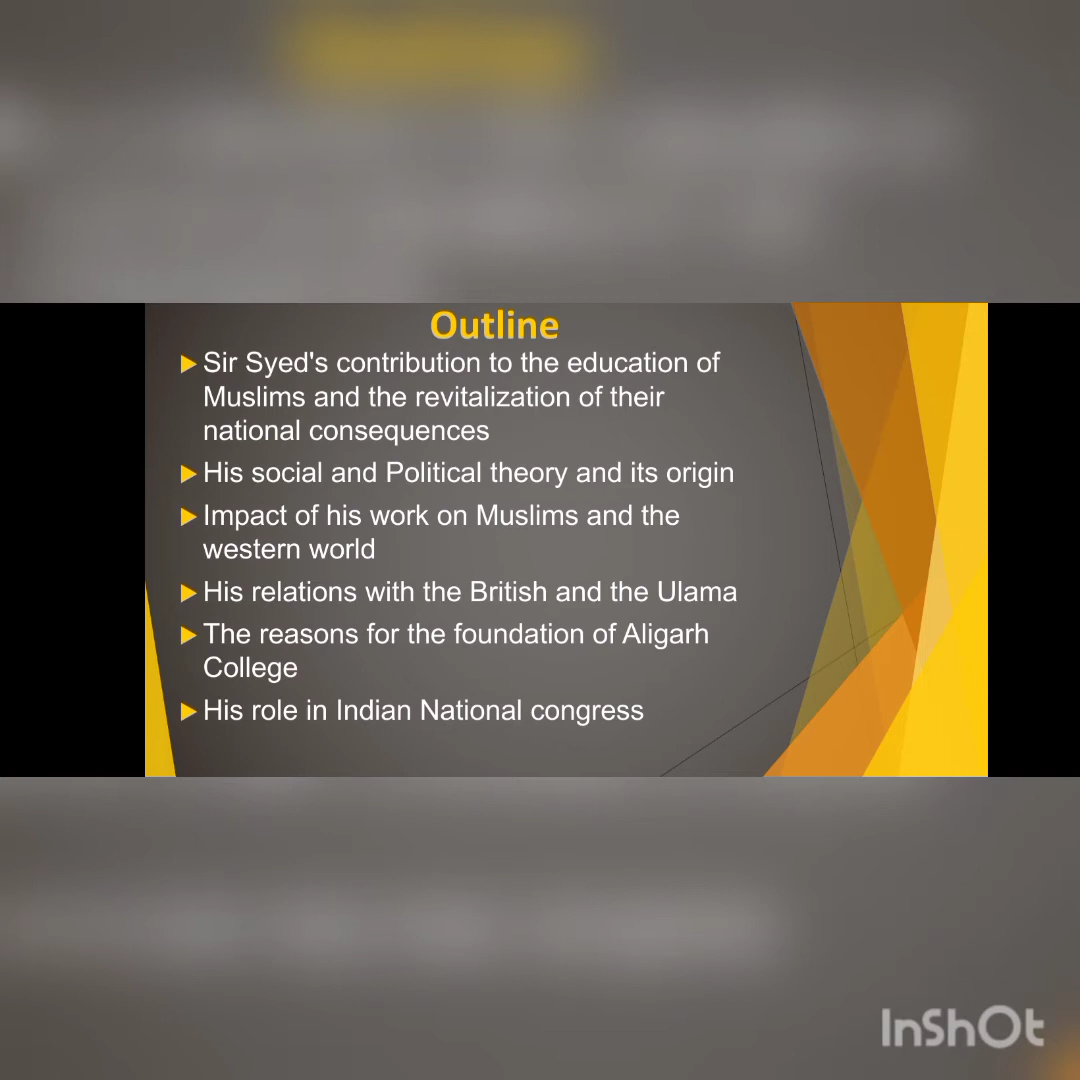 Outline
Sir Syed's contribution to the education of
Muslims and the revitalization of their
national consequences
His social and Political theory and its origin
Impact of his work on Muslims and the
western world
His relations with the British and the Ulama
The reasons for the foundation of Aligarh
College
His role in Indian National congress
InShOt